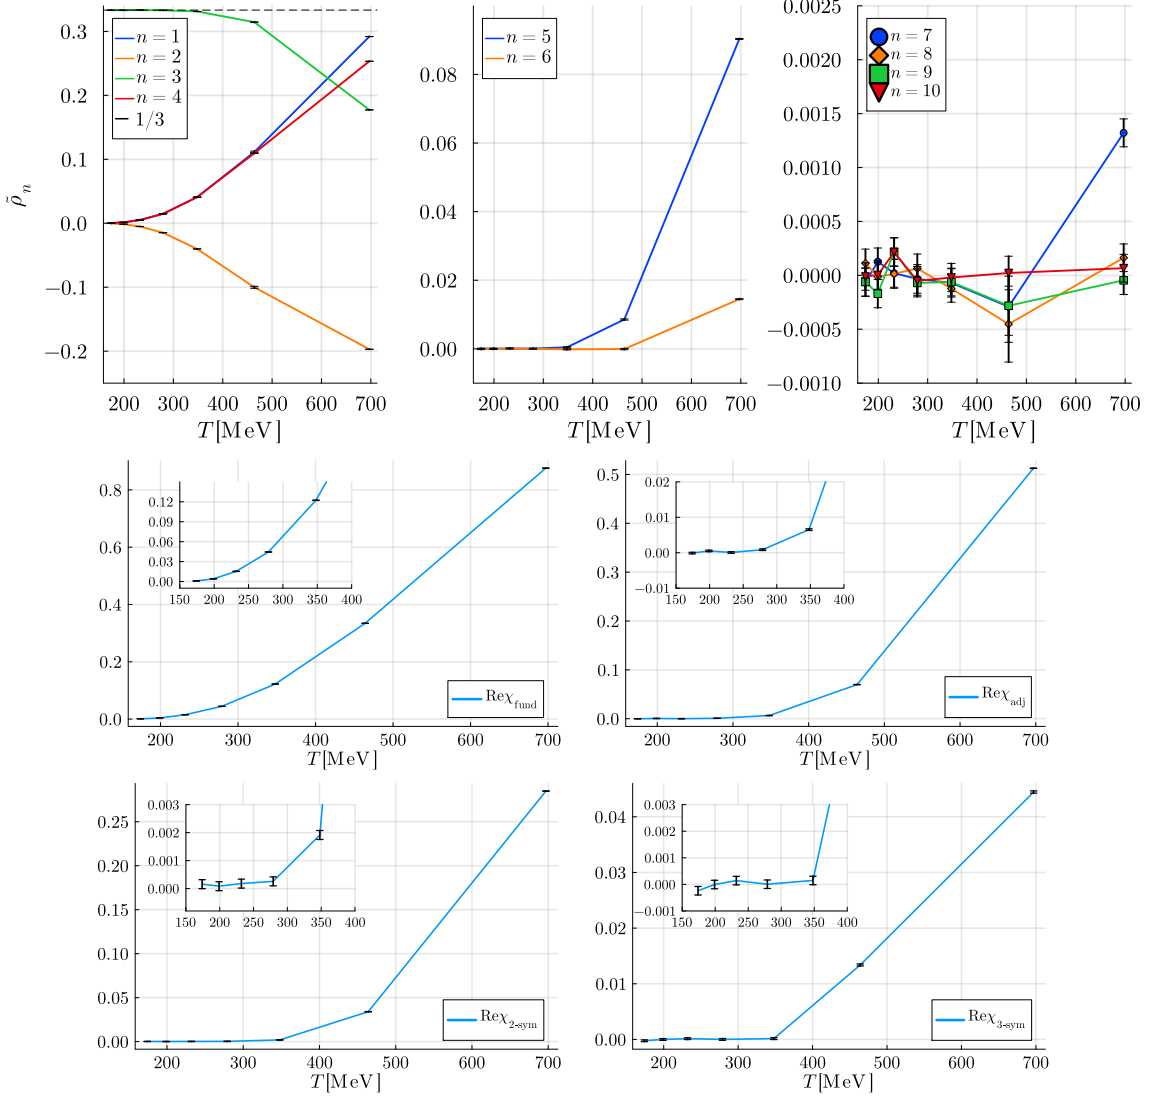 0.3
0.2
0.1
0.0
−0.1
−0.2
ρ̃ₙ
n = 1
n = 2
n = 3
n = 4
1/3
200 300 400 500 600 700
T[MeV]
0.08
0.06
0.04
0.02
0.00
n = 5
n = 6
200 300 400 500 600 700
T[MeV]
0.0025
0.0020
0.0015
0.0010
0.0005
0.0000
−0.0005
−0.0010
n = 7
n = 8
n = 9
n = 10
200 300 400 500 600 700
T[MeV]
0.8
0.6
0.4
0.2
0.0
0.12
0.09
0.06
0.03
0.00
150 200 250 300 350 400
Reχ_fund
200 300 400 500 600 700
T[MeV]
0.5
0.4
0.3
0.2
0.1
0.0
0.02
0.01
0.00
−0.01
150 200 250 300 350 400
Reχ_adj
200 300 400 500 600 700
T[MeV]
0.25
0.20
0.15
0.10
0.05
0.00
0.003
0.002
0.001
0.000
150 200 250 300 350 400
Reχ_2-sym
200 300 400 500 600 700
T[MeV]
0.04
0.03
0.02
0.01
0.00
0.003
0.002
0.001
0.000
−0.001
150 200 250 300 350 400
Reχ_3-sym
200 300 400 500 600 700
T[MeV]